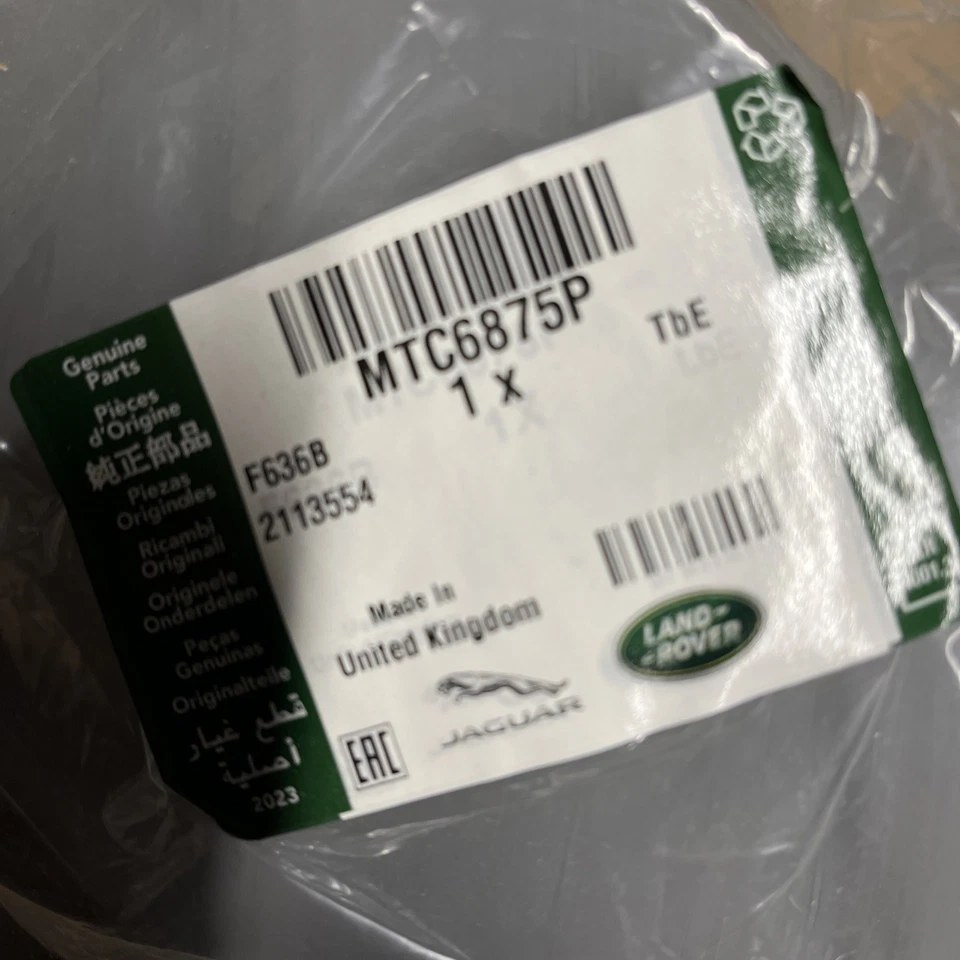 Genuine
Parts
Pièces
d'Origine
純正部品
Piezas
Originales
Ricambi
Originali
Originele
Onderdelen
Peças
Genuinas
Originalteile
قطع غيار
أصلية
2023
MTC6875P
1 X
TbE
F636B
2113554
Made In
United Kingdom
EAC
JAGUAR
LAND-
-ROVER